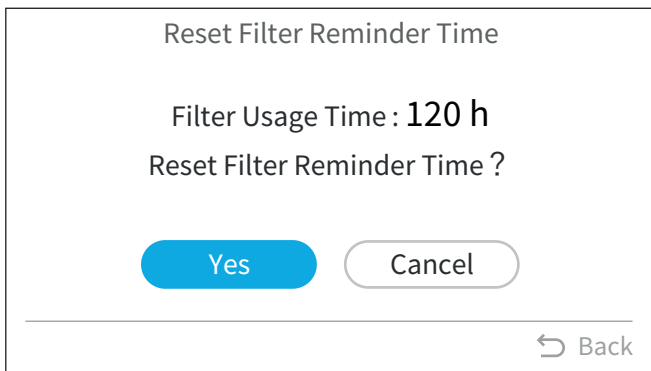 Reset Filter Reminder Time
Filter Usage Time : 120 h
Reset Filter Reminder Time？
Yes
Cancel
Back